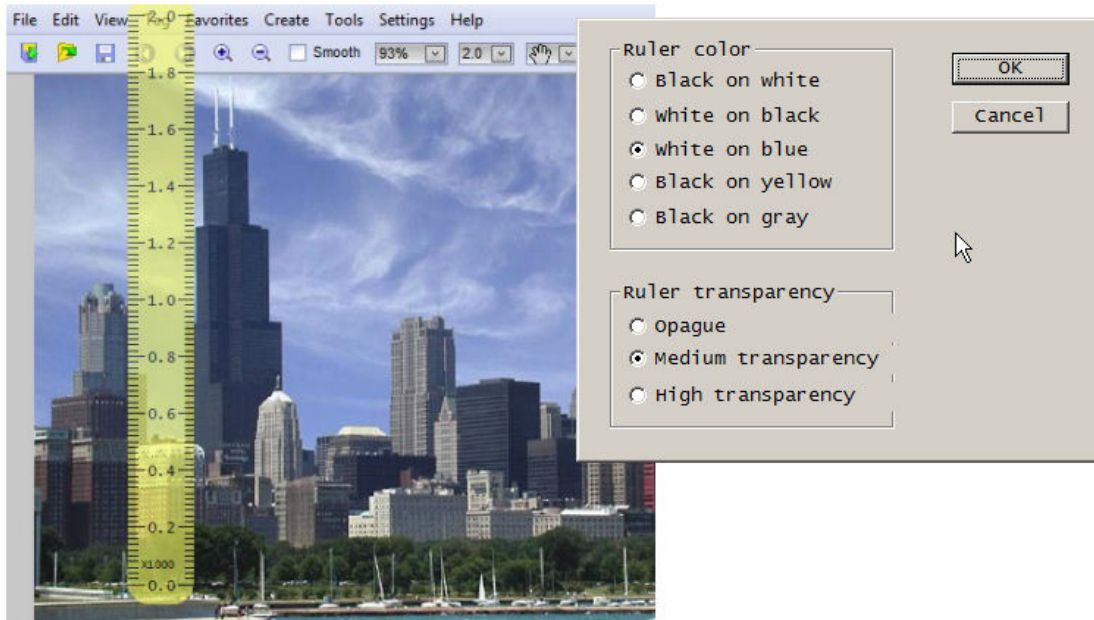 File Edit View Tag Favorites Create Tools Settings Help
Smooth 93% 2.0
2.0
1.8
1.6
1.4
1.2
1.0
0.8
0.6
0.4
0.2
X1000
0.0
Ruler color
Black on white
White on black
White on blue
Black on yellow
Black on gray
OK
Cancel
Ruler transparency
Opague
Medium transparency
High transparency